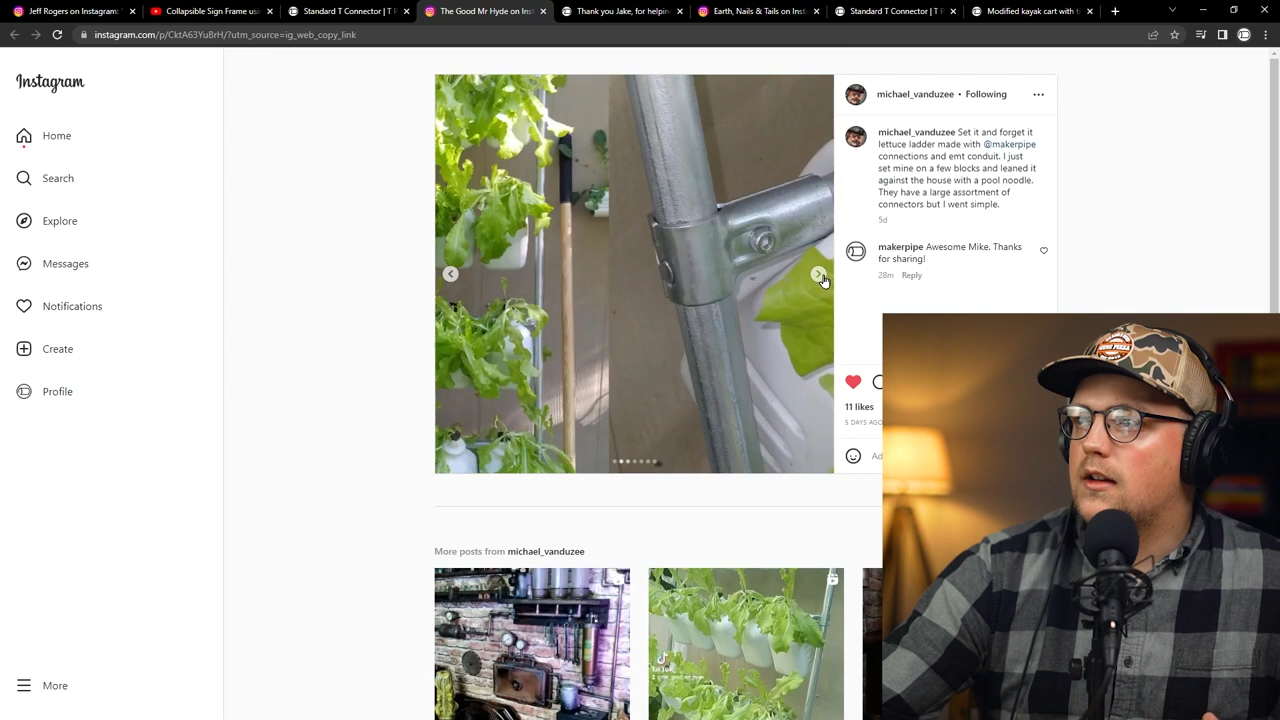 Jeff Rogers on Instagram: "
Collapsible Sign Frame usi
Standard T Connector | T P
The Good Mr Hyde on Inst
Thank you Jake, for helpin
Earth, Nails & Tails on Inst
Standard T Connector | T P
Modified kayak cart with t
instagram.com/p/CktA63YuBrH/?utm_source=ig_web_copy_link
Instagram
Home
Search
Explore
Messages
Notifications
Create
Profile
More
michael_vanduzee • Following
michael_vanduzee Set it and forget it
lettuce ladder made with @makerpipe
connections and emt conduit. I just
set mine on a few blocks and leaned it
against the house with a pool noodle.
They have a large assortment of
connectors but I went simple.
5d
makerpipe Awesome Mike. Thanks
for sharing!
28m Reply
11 likes
5 DAYS AGO
Ad
More posts from michael_vanduzee